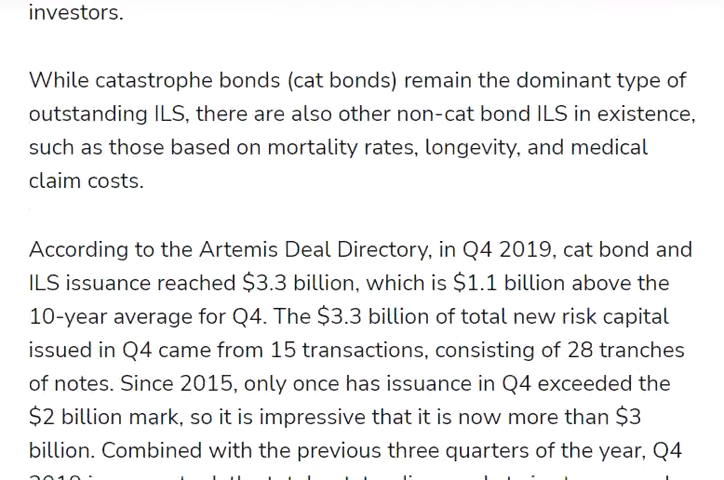 investors.
While catastrophe bonds (cat bonds) remain the dominant type of
outstanding ILS, there are also other non-cat bond ILS in existence,
such as those based on mortality rates, longevity, and medical
claim costs.
According to the Artemis Deal Directory, in Q4 2019, cat bond and
ILS issuance reached $3.3 billion, which is $1.1 billion above the
10-year average for Q4. The $3.3 billion of total new risk capital
issued in Q4 came from 15 transactions, consisting of 28 tranches
of notes. Since 2015, only once has issuance in Q4 exceeded the
$2 billion mark, so it is impressive that it is now more than $3
billion. Combined with the previous three quarters of the year, Q4